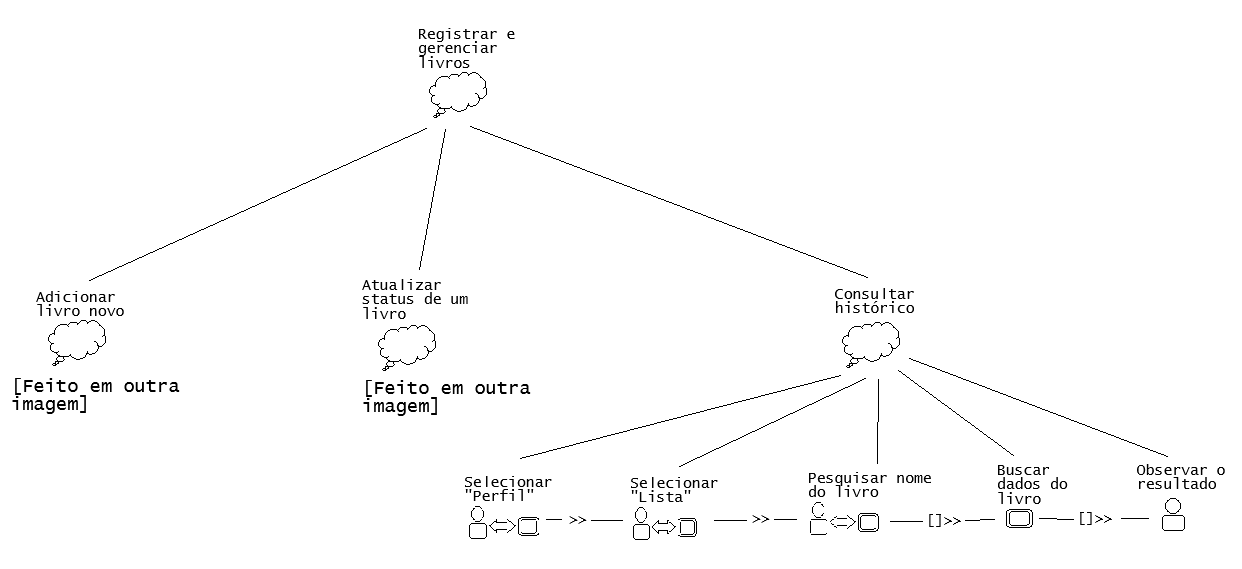 Registrar e
gerenciar
livros
Adicionar
livro novo
[Feito em outra
imagem]
Atualizar
status de um
livro
[Feito em outra
imagem]
Consultar
histórico
Selecionar
"Perfil"
>>
Selecionar
"Lista"
>>
Pesquisar nome
do livro
[]>>
Buscar
dados do
livro
[]>>
Observar o
resultado